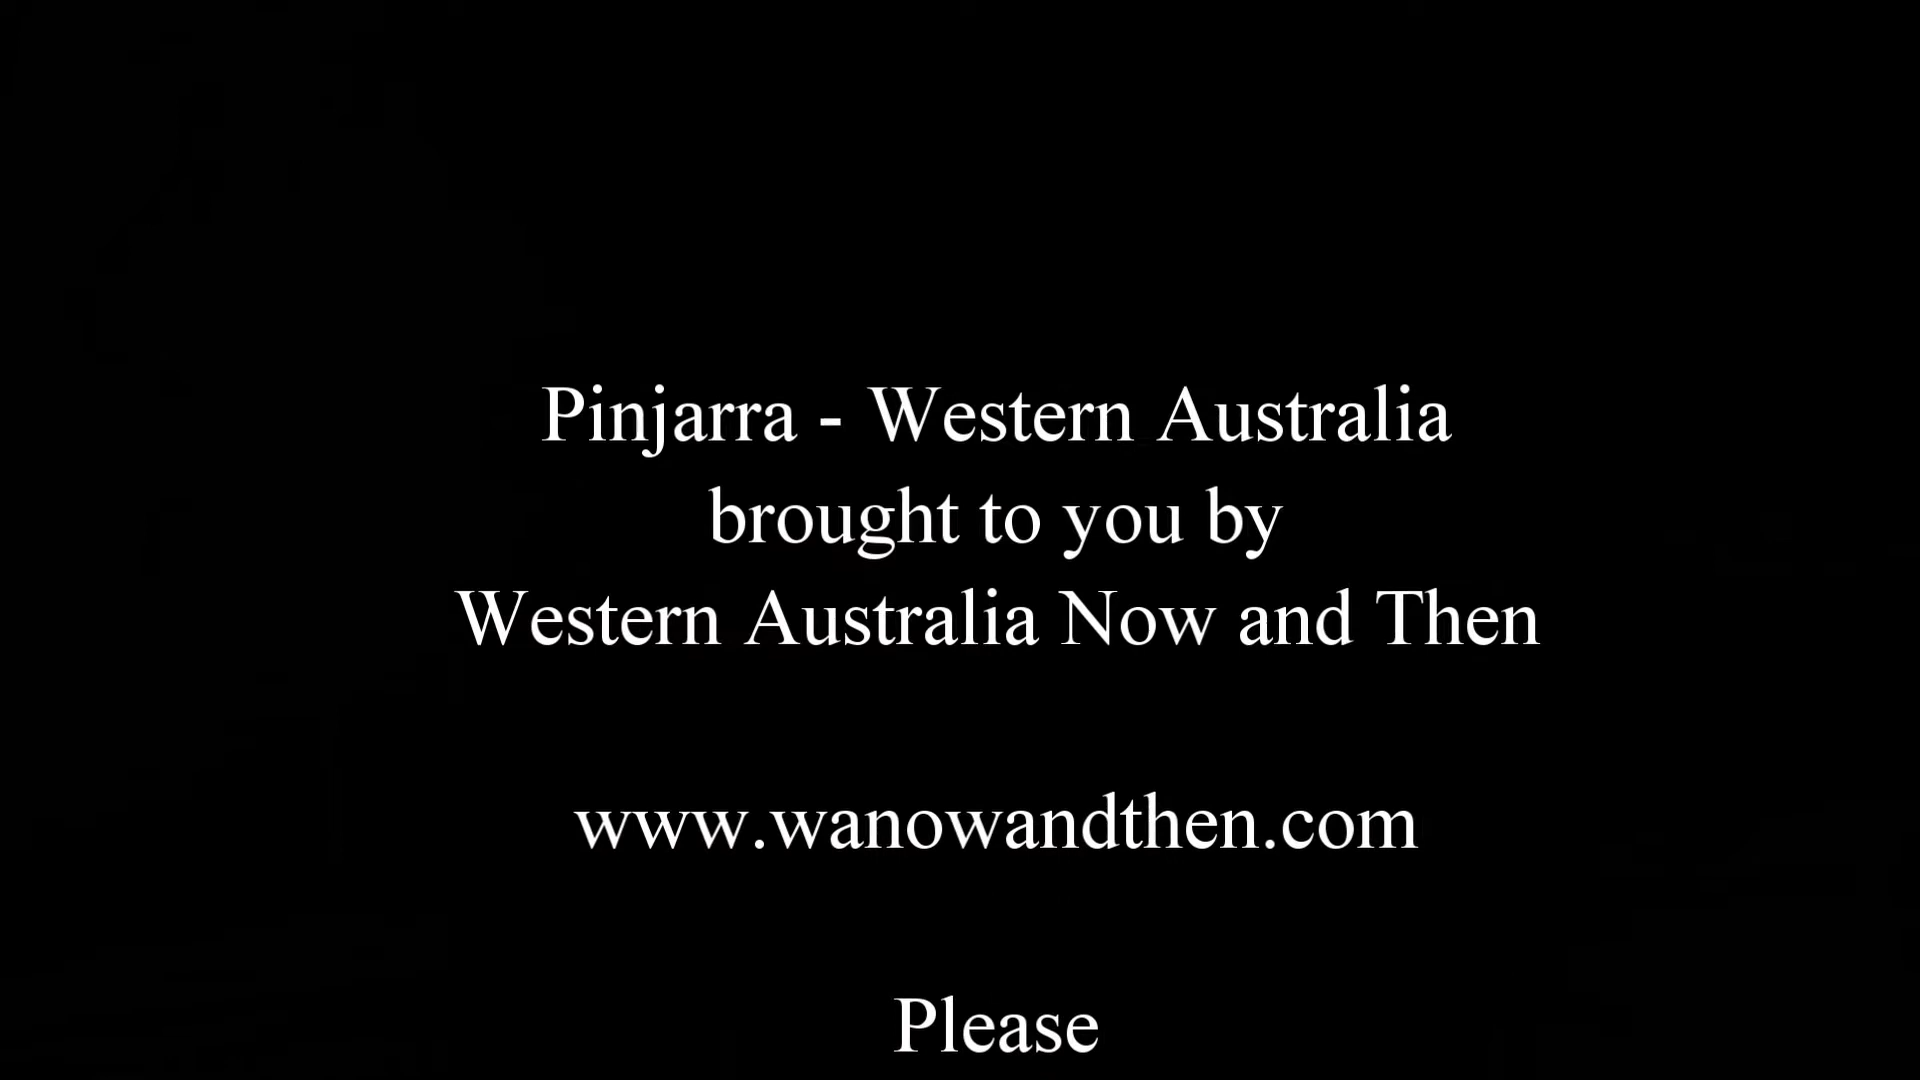 Pinjarra - Western Australia
brought to you by
Western Australia Now and Then
www.wanowandthen.com
Please